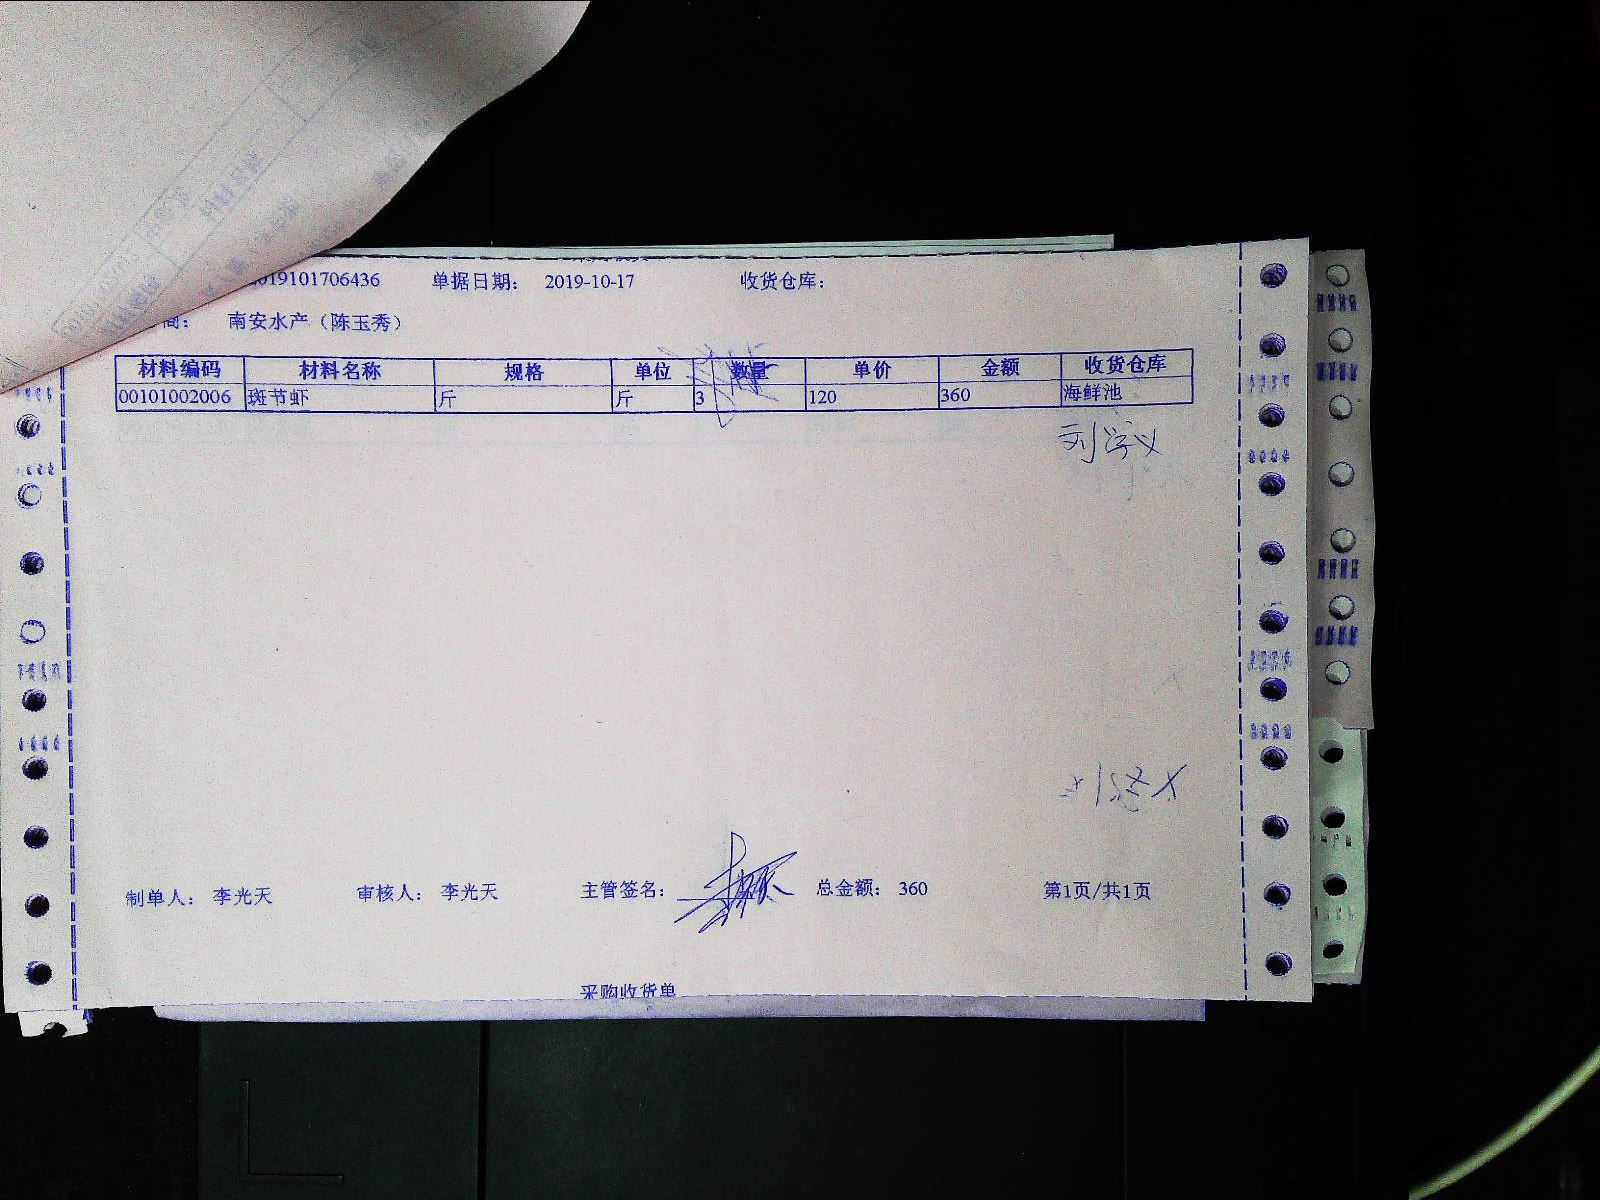 019101706436 单据日期： 2019-10-17 收货仓库：
商： 南安水产（陈玉秀）
材料编码 材料名称 规格 单位 数量 单价 金额 收货仓库
00101002006 斑节虾 斤 斤 3 120 360 海鲜池
制单人： 李光天 审核人： 李光天 主管签名： 总金额： 360 第1页/共1页
采购收货单